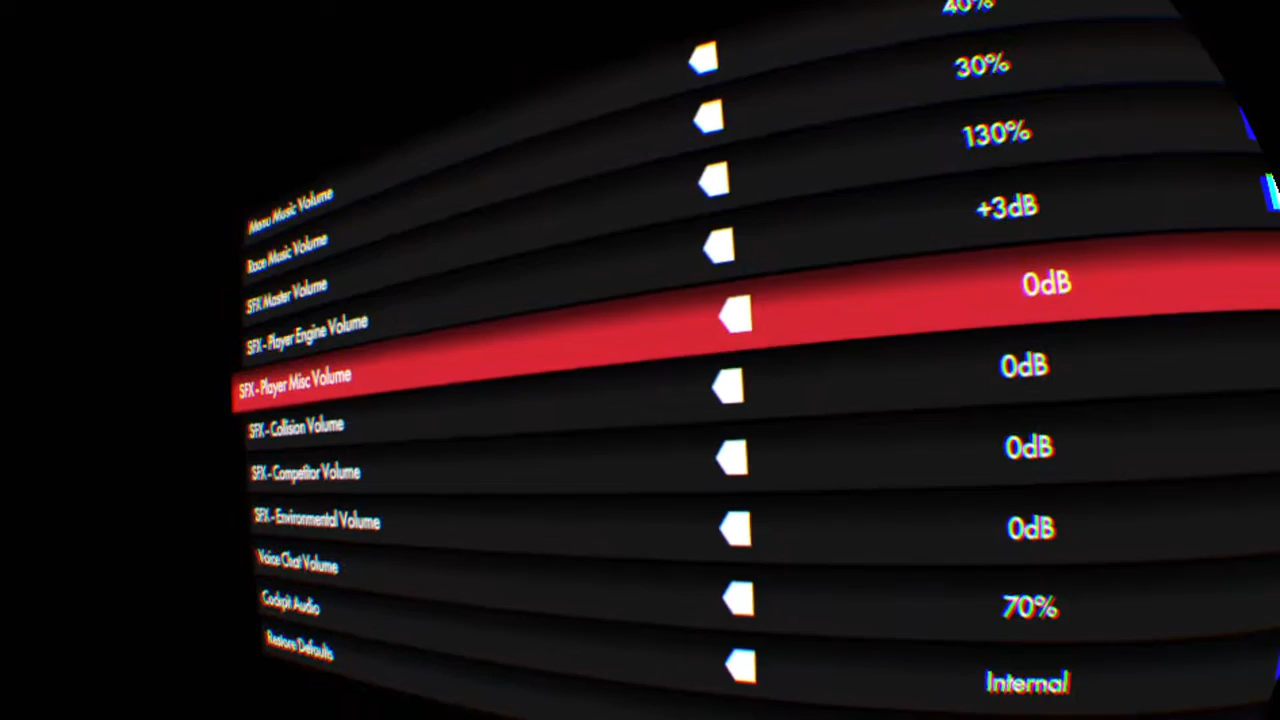 Menu Music Volume 40%
Race Music Volume 30%
SFX Master Volume 130%
SFX - Player Engine Volume +3dB
SFX - Player Misc Volume 0dB
SFX - Collision Volume 0dB
SFX - Competitor Volume 0dB
SFX - Environmental Volume 0dB
Voice Chat Volume 70%
Cockpit Audio Internal
Restore Defaults